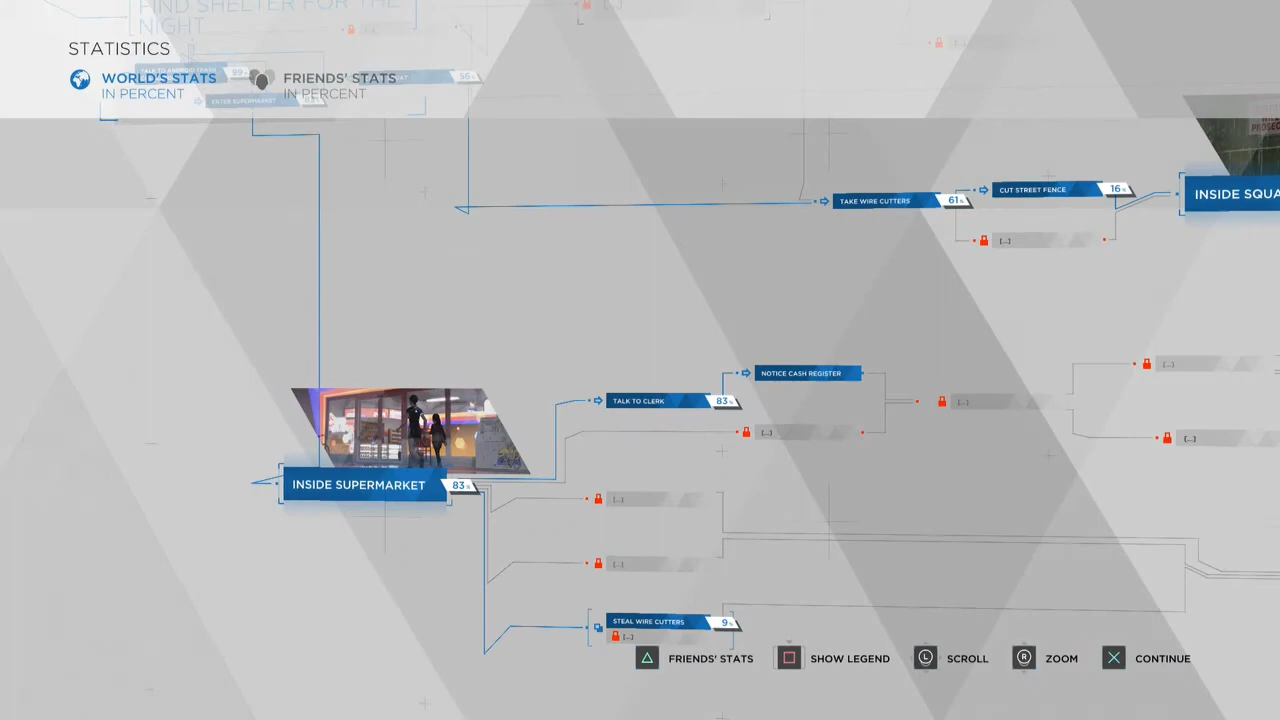 FIND SHELTER FOR THE
NIGHT
STATISTICS
WORLD'S STATS
IN PERCENT
FRIENDS' STATS
IN PERCENT
99%
56%
ENTER SUPERMARKET
[...]
[...]
TAKE WIRE CUTTERS 61%
CUT STREET FENCE 16%
[...]
INSIDE SQUA
NOTICE CASH REGISTER
TALK TO CLERK 83%
[...]
[...]
[...]
[...]
INSIDE SUPERMARKET 83%
[...]
[...]
STEAL WIRE CUTTERS 9%
[...]
FRIENDS' STATS
SHOW LEGEND
L SCROLL
R ZOOM
CONTINUE